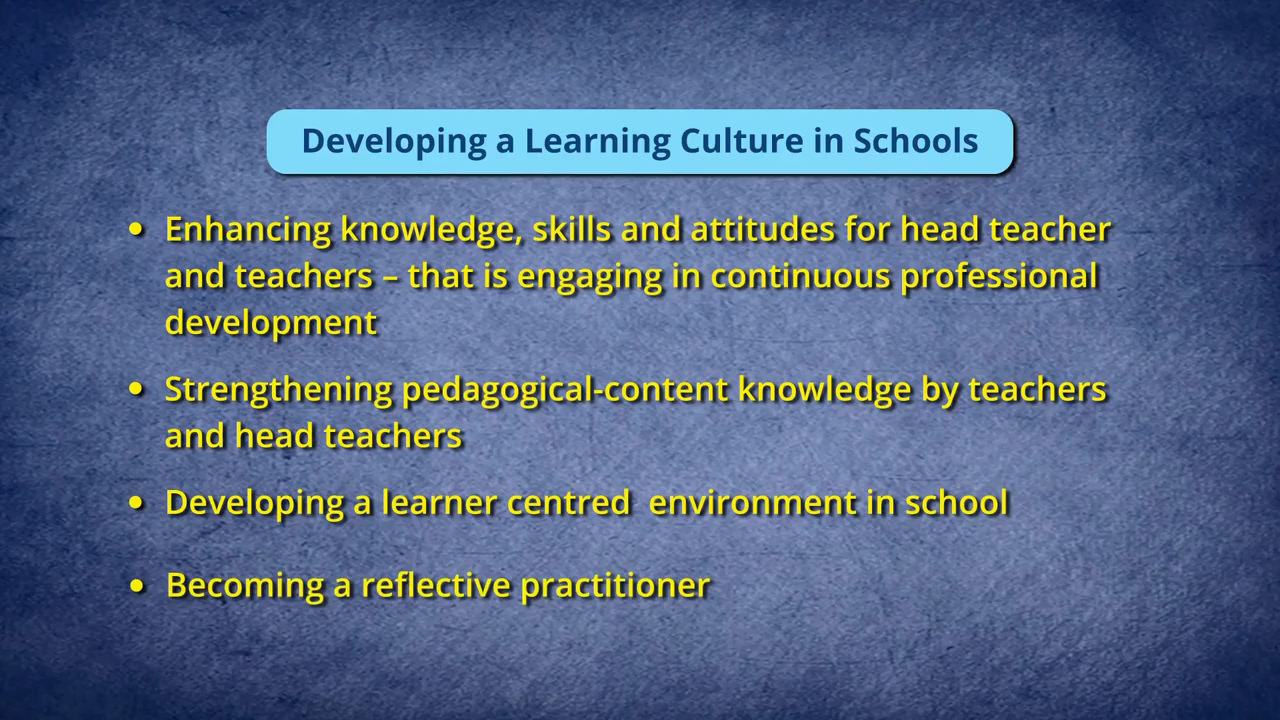 Developing a Learning Culture in Schools
• Enhancing knowledge, skills and attitudes for head teacher
and teachers – that is engaging in continuous professional
development
• Strengthening pedagogical-content knowledge by teachers
and head teachers
• Developing a learner centred  environment in school
• Becoming a reflective practitioner